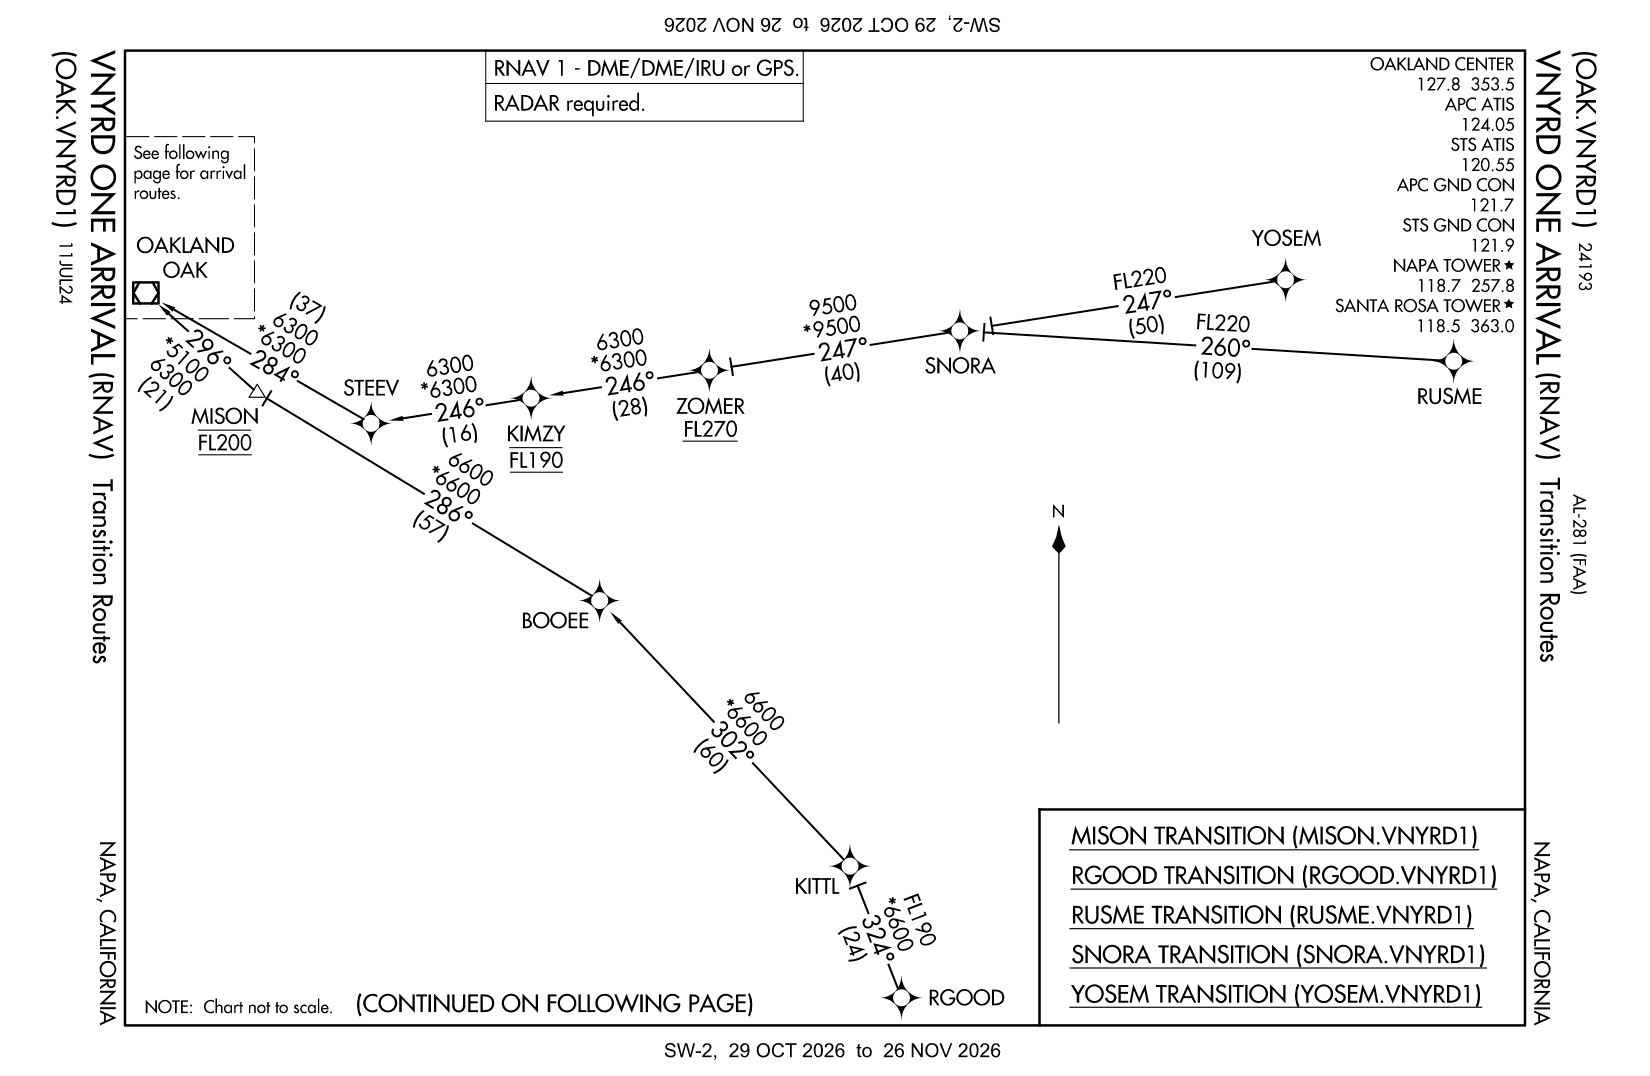 SW-2, 29 OCT 2026 to 26 NOV 2026
VNYRD ONE ARRIVAL (RNAV) Transition Routes
(OAK.VNYRD1) 11JUL24
NAPA, CALIFORNIA
(OAK.VNYRD1) 24193
VNYRD ONE ARRIVAL (RNAV) Transition Routes
AL-281 (FAA)
NAPA, CALIFORNIA
RNAV 1 - DME/DME/IRU or GPS.
RADAR required.
OAKLAND CENTER
127.8 353.5
APC ATIS
124.05
STS ATIS
120.55
APC GND CON
121.7
STS GND CON
121.9
NAPA TOWER★
118.7 257.8
SANTA ROSA TOWER★
118.5 363.0
See following
page for arrival
routes.
OAKLAND
OAK
(37)
6300
*6300
284°
296°
*5100
6300
(21)
MISON
FL200
STEEV
6300
*6300
246°
(16)
KIMZY
FL190
6300
*6300
246°
(28)
ZOMER
FL270
9500
*9500
247°
(40)
SNORA
FL220
247°
(50)
YOSEM
FL220
260°
(109)
RUSME
6600
*6600
286°
(57)
BOOEE
N
6600
*6600
302°
(60)
KITTL
FL190
*6600
324°
(24)
RGOOD
MISON TRANSITION (MISON.VNYRD1)
RGOOD TRANSITION (RGOOD.VNYRD1)
RUSME TRANSITION (RUSME.VNYRD1)
SNORA TRANSITION (SNORA.VNYRD1)
YOSEM TRANSITION (YOSEM.VNYRD1)
NOTE: Chart not to scale.
(CONTINUED ON FOLLOWING PAGE)
SW-2, 29 OCT 2026 to 26 NOV 2026